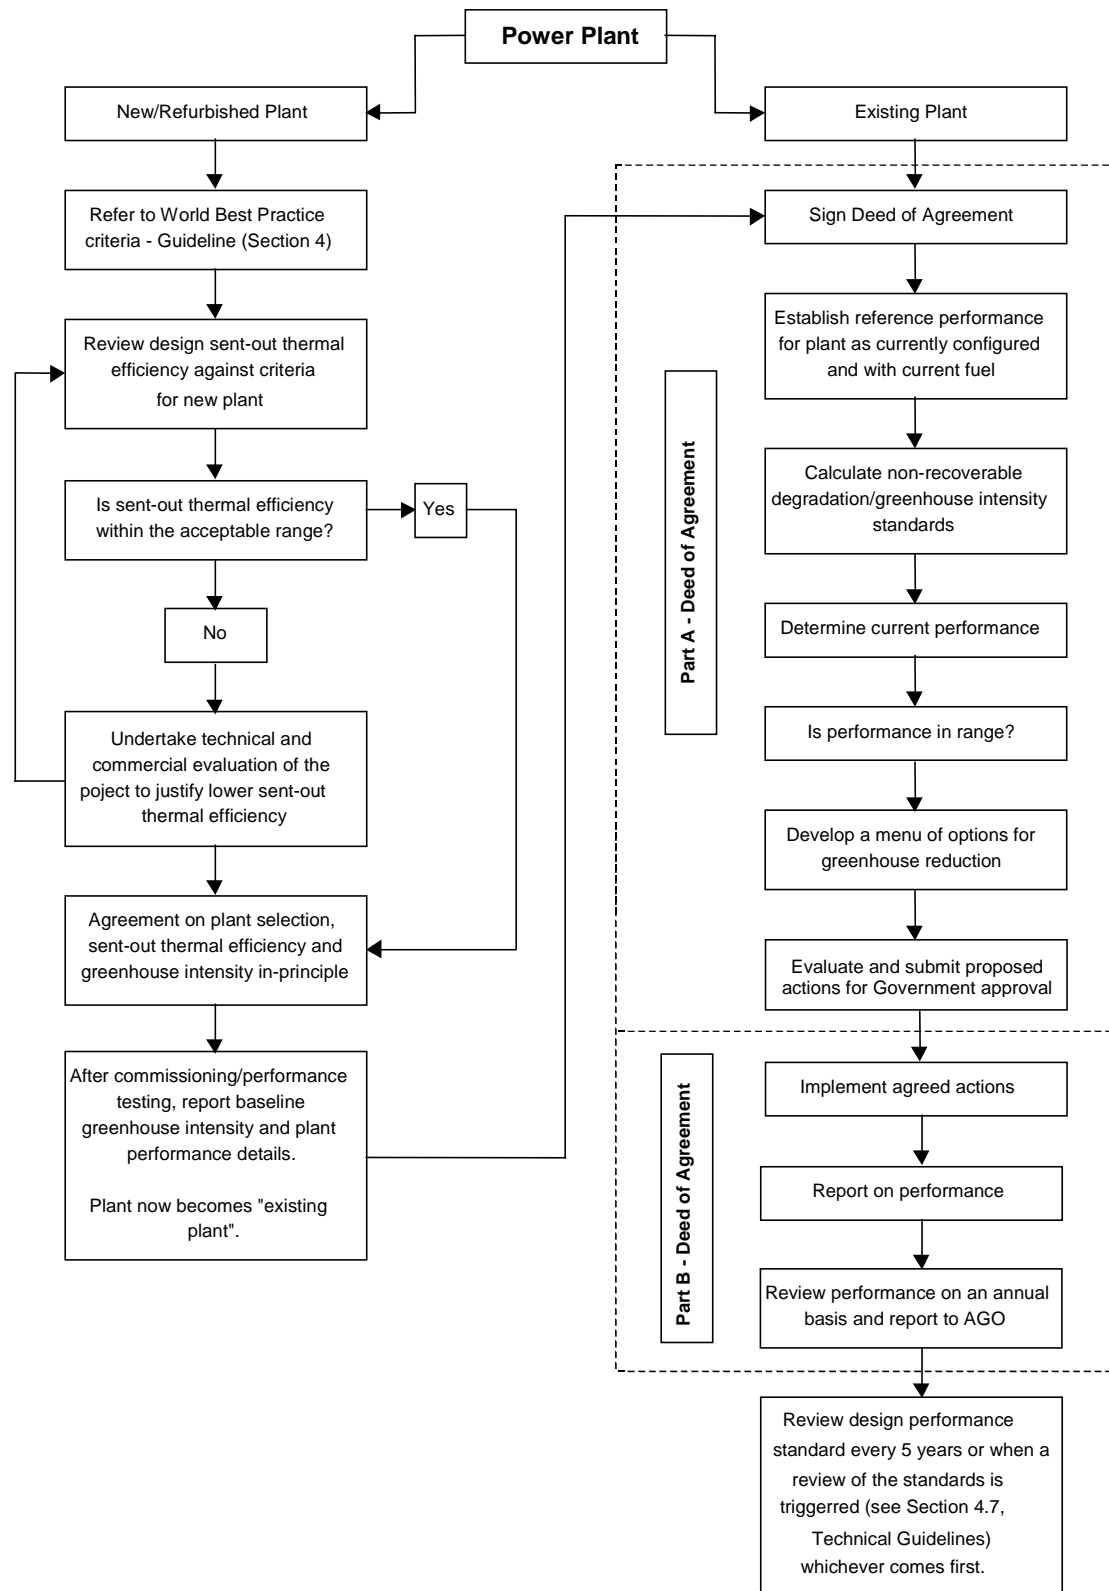 Power Plant
New/Refurbished Plant
Refer to World Best Practice
criteria - Guideline (Section 4)
Review design sent-out thermal
efficiency against criteria
for new plant
Is sent-out thermal efficiency
within the acceptable range?
Yes
No
Undertake technical and
commercial evaluation of the
poject to justify lower sent-out
thermal efficiency
Agreement on plant selection,
sent-out thermal efficiency and
greenhouse intensity in-principle
After commissioning/performance
testing, report baseline
greenhouse intensity and plant
performance details.
Plant now becomes "existing
plant".
Existing Plant
Part A - Deed of Agreement
Sign Deed of Agreement
Establish reference performance
for plant as currently configured
and with current fuel
Calculate non-recoverable
degradation/greenhouse intensity
standards
Determine current performance
Is performance in range?
Develop a menu of options for
greenhouse reduction
Evaluate and submit proposed
actions for Government approval
Part B - Deed of Agreement
Implement agreed actions
Report on performance
Review performance on an annual
basis and report to AGO
Review design performance
standard every 5 years or when a
review of the standards is
triggerred (see Section 4.7,
Technical Guidelines)
whichever comes first.